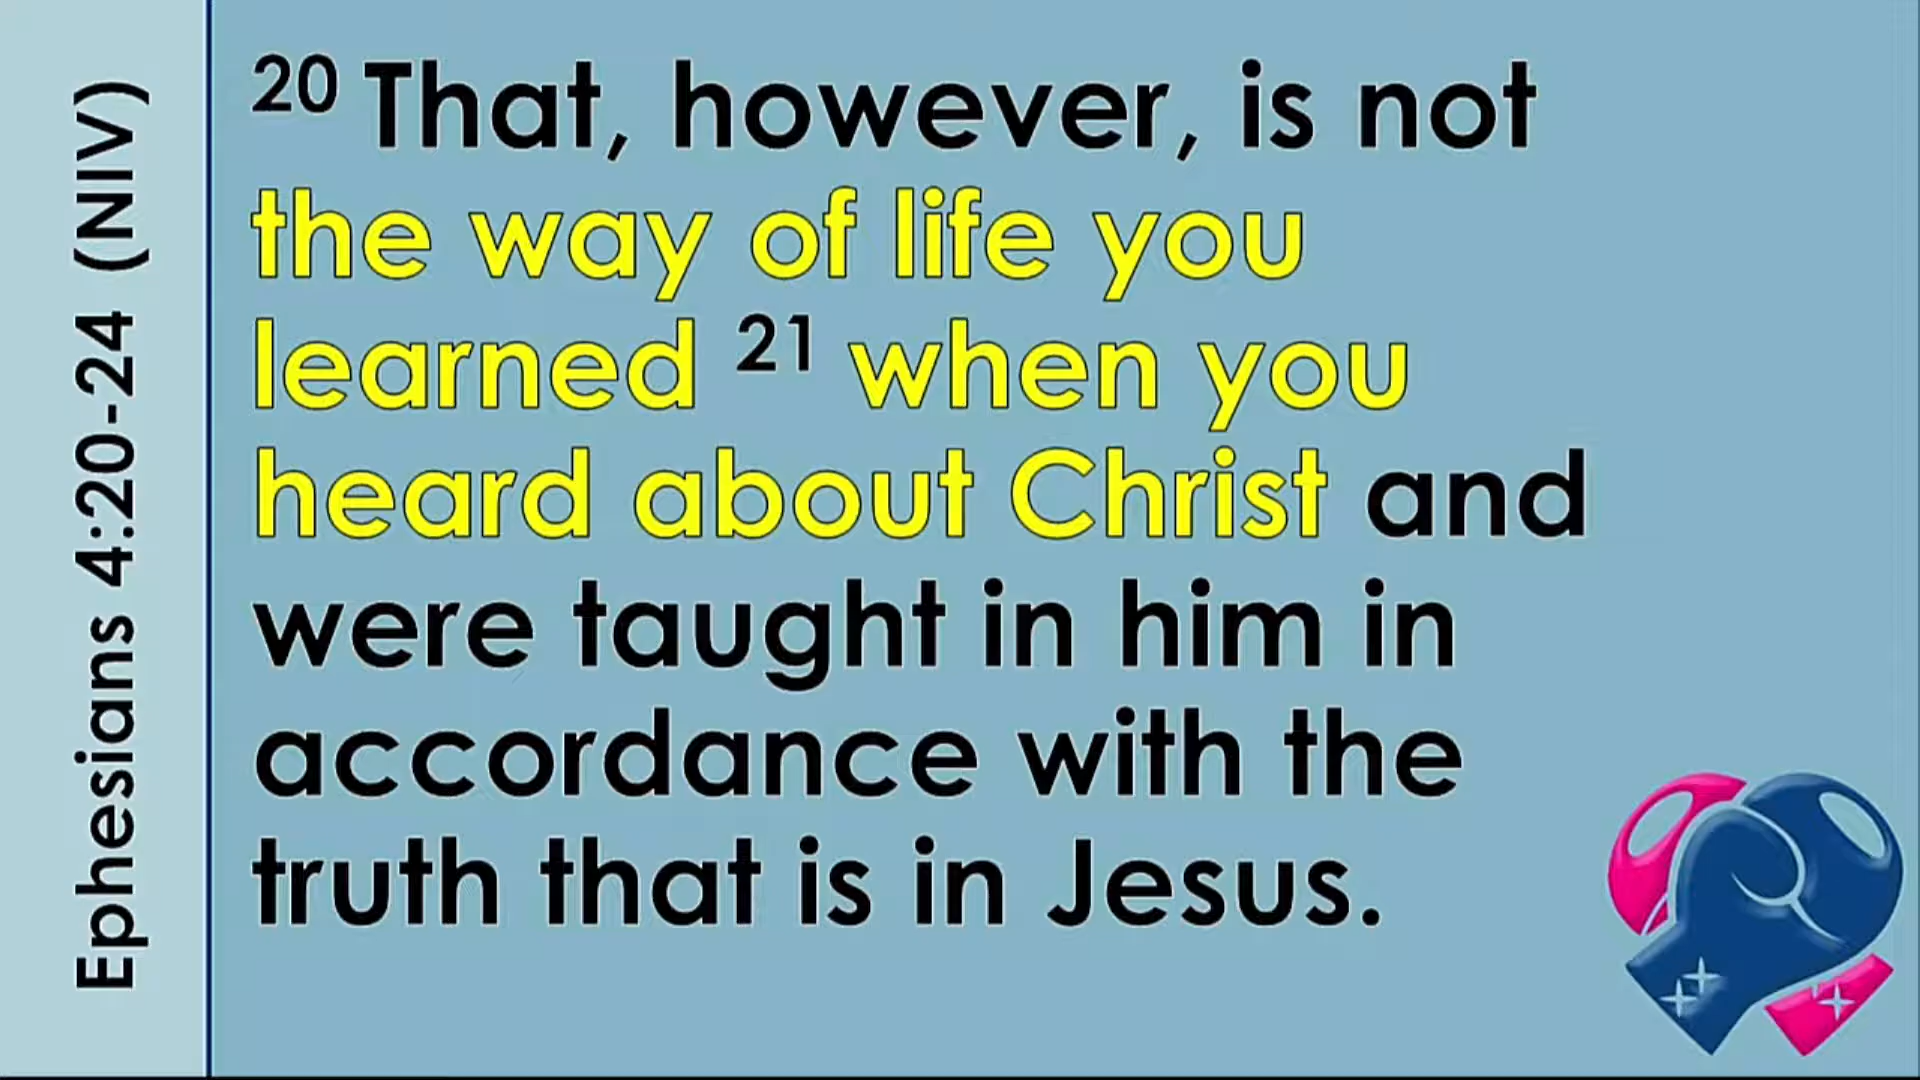 Ephesians 4:20-24 (NIV)
20 That, however, is not
the way of life you
learned 21 when you
heard about Christ and
were taught in him in
accordance with the
truth that is in Jesus.